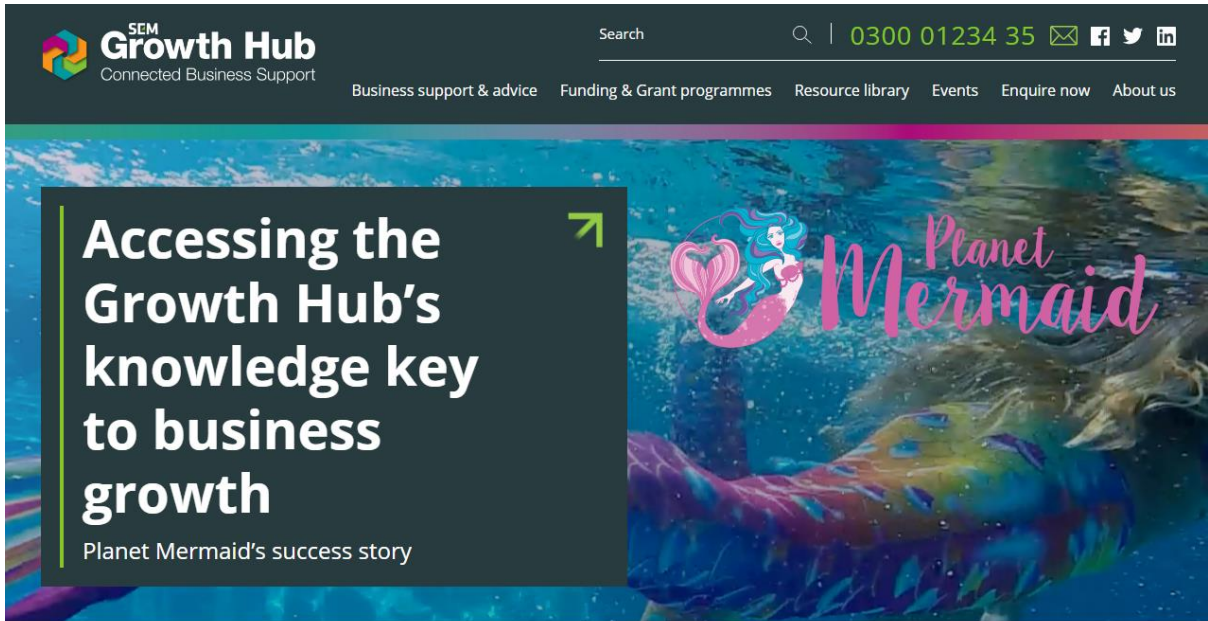 SEM
Growth Hub
Connected Business Support
Search
0300 01234 35
Business support & advice
Funding & Grant programmes
Resource library
Events
Enquire now
About us
Accessing the
Growth Hub’s
knowledge key
to business
growth
Planet Mermaid’s success story
Planet
Mermaid